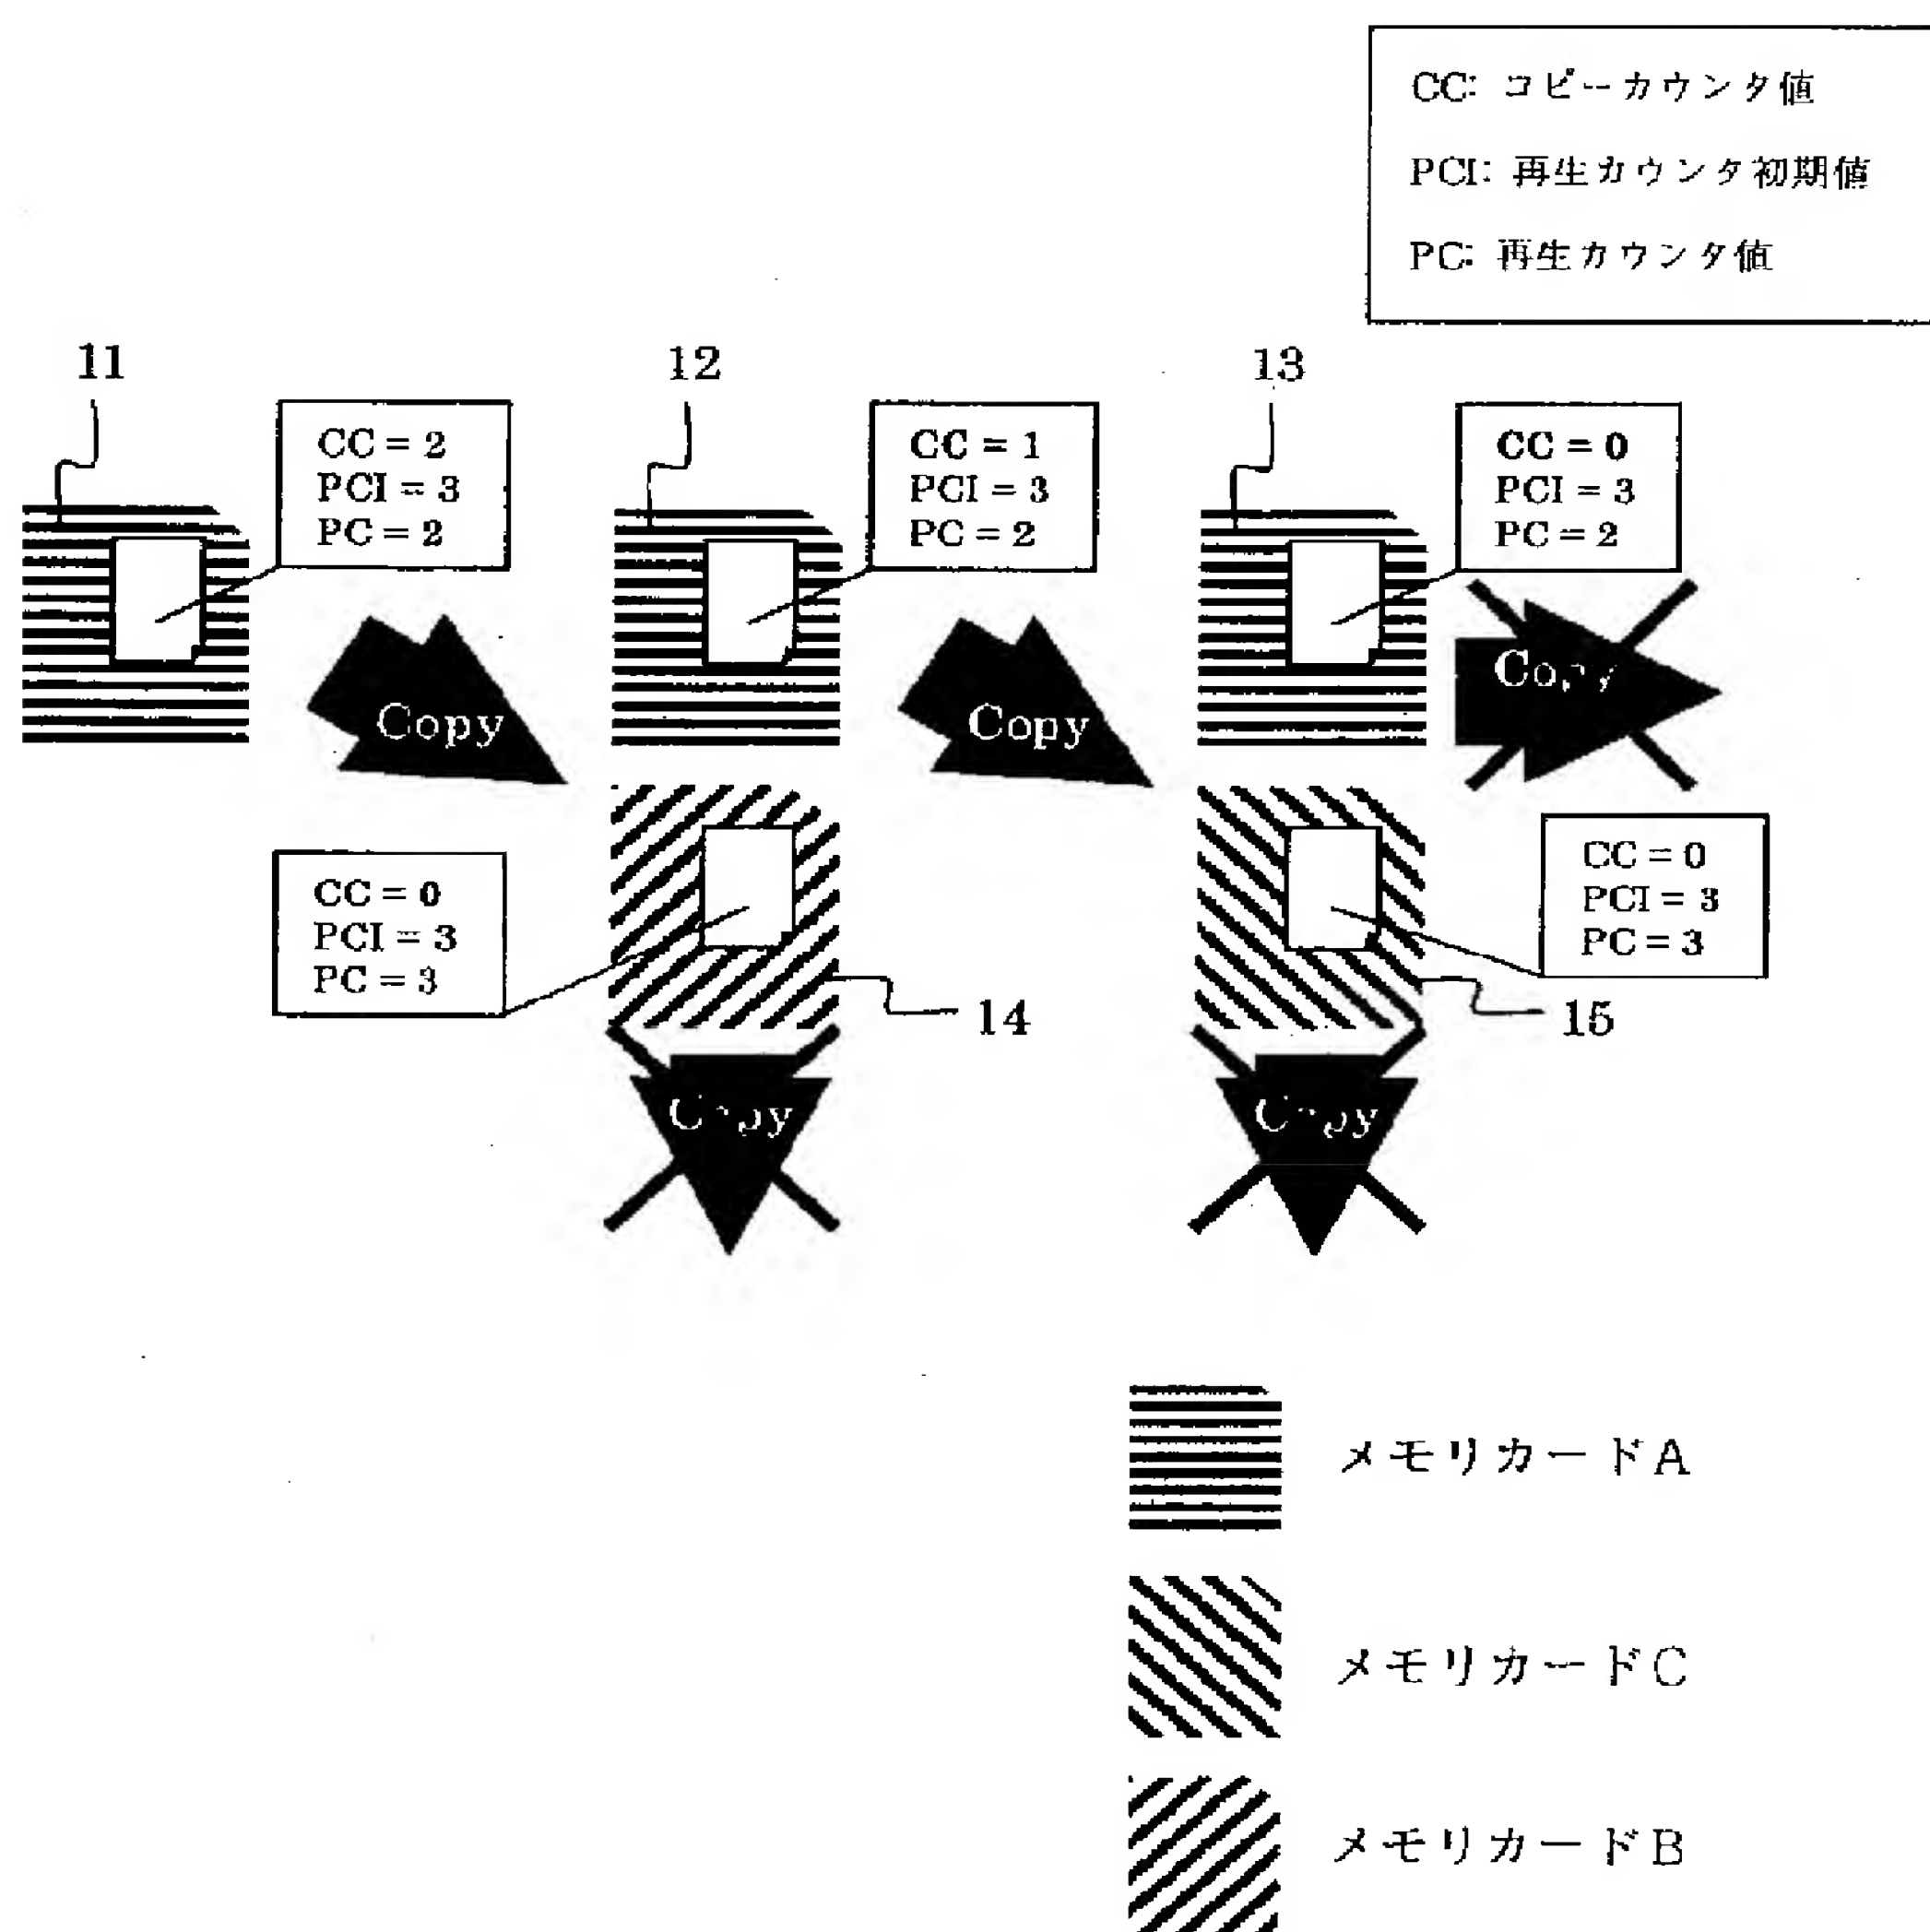 CC: コピーカウンタ値
PCI: 再生カウンタ初期値
PC: 再生カウンタ値
11
12
13
CC = 2
PCI = 3
PC = 2
CC = 1
PCI = 3
PC = 2
CC = 0
PCI = 3
PC = 2
Copy
Copy
Copy
CC = 0
PCI = 3
PC = 3
CC = 0
PCI = 3
PC = 3
14
15
Copy
Copy
メモリカードA
メモリカードC
メモリカードB